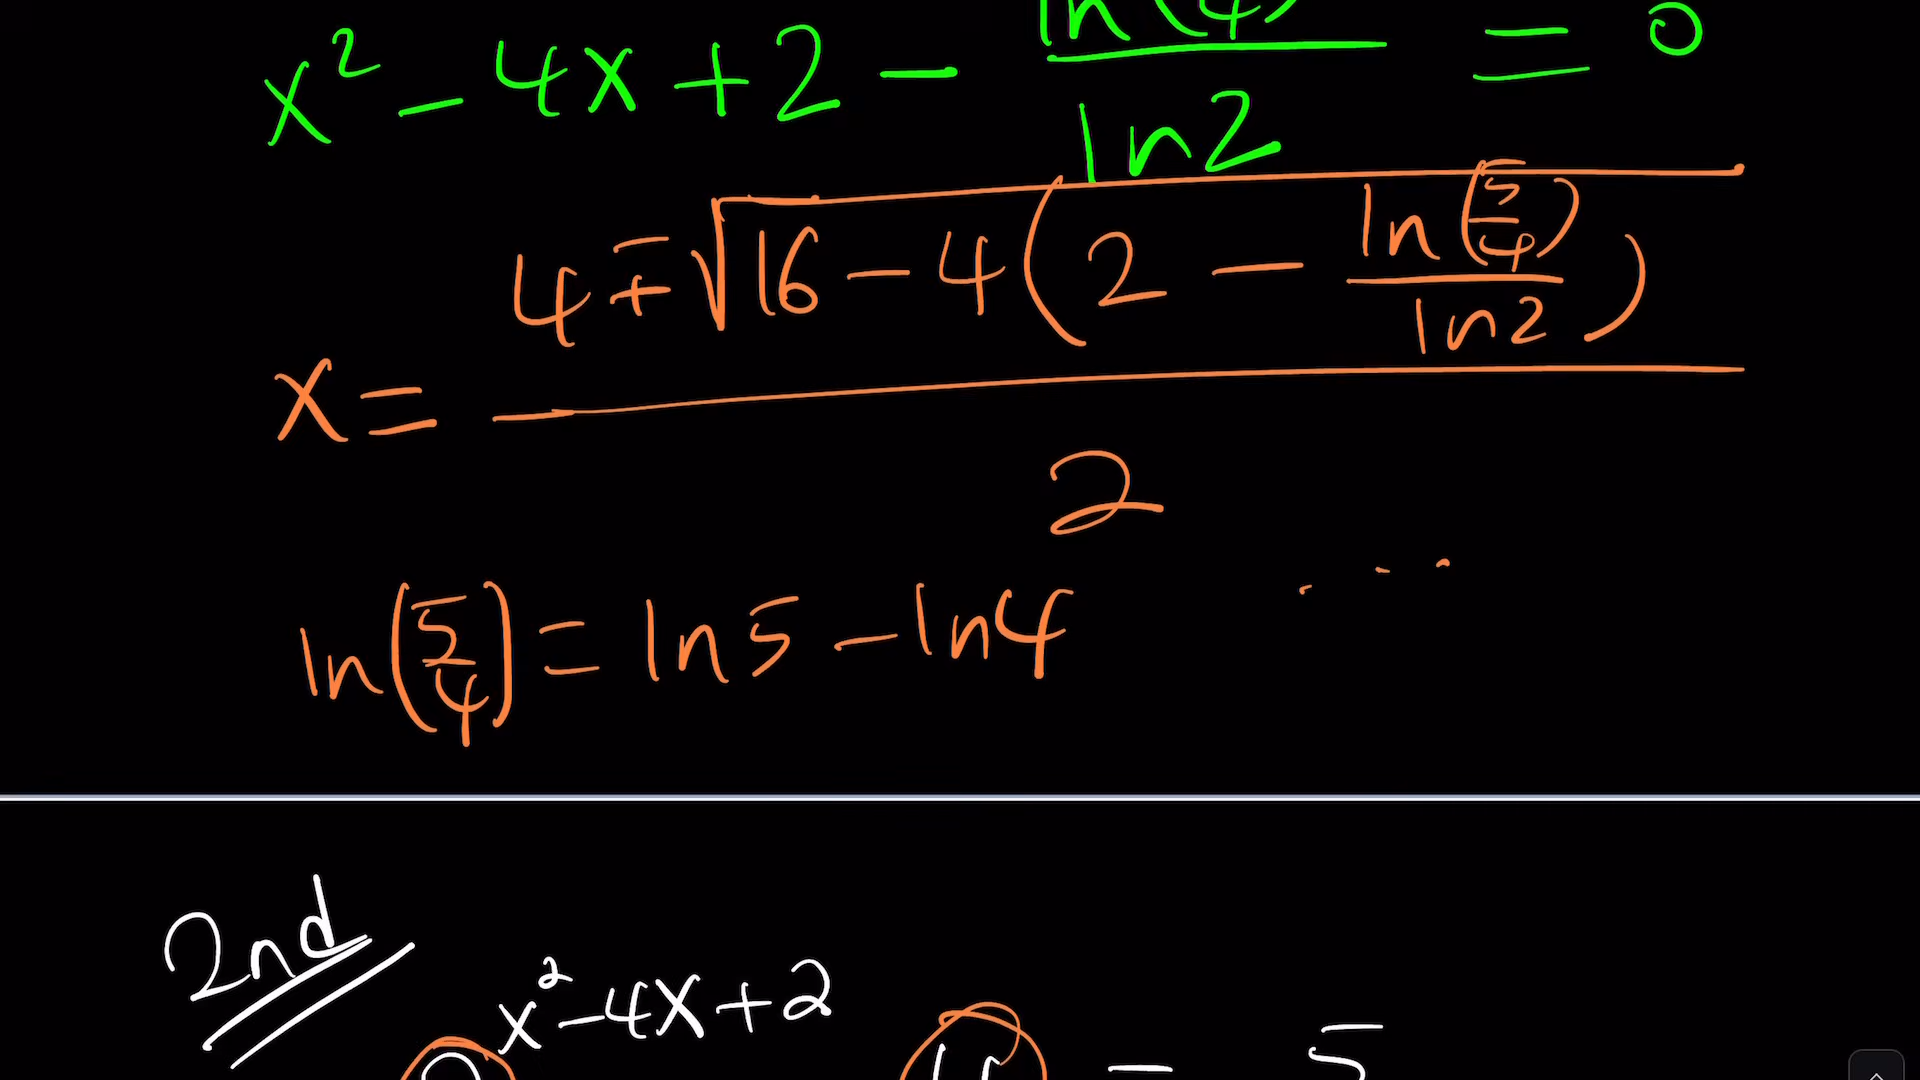 x² - 4x + 2 - ln(4) / ln2 = 0
x = (4 ∓ √(16 - 4(2 - ln(5/4) / ln2))) / 2
ln(5/4) = ln5 - ln4 ...
2nd
x² - 4x + 2
= 5